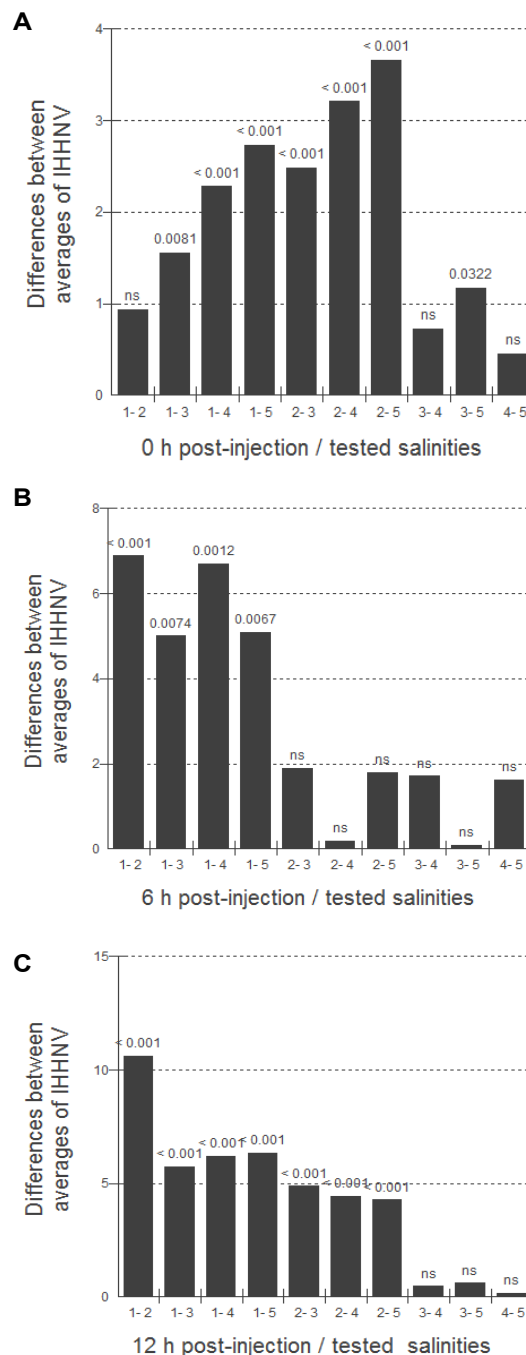 A
Differences between
averages of IHHNV
4
3
2
1
0
ns
0.0081
< 0.001
< 0.001
< 0.001
< 0.001
< 0.001
ns
0.0322
ns
1- 2
1- 3
1- 4
1- 5
2- 3
2- 4
2- 5
3- 4
3- 5
4- 5
0 h post-injection / tested salinities
B
Differences between
averages of IHHNV
8
6
4
2
0
< 0.001
0.0074
0.0012
0.0067
ns
ns
ns
ns
ns
ns
1- 2
1- 3
1- 4
1- 5
2- 3
2- 4
2- 5
3- 4
3- 5
4- 5
6 h post-injection / tested salinities
C
Differences between
averages of IHHNV
15
10
5
0
< 0.001
< 0.001
< 0.001
< 0.001
< 0.001
< 0.001
< 0.001
ns
ns
ns
1- 2
1- 3
1- 4
1- 5
2- 3
2- 4
2- 5
3- 4
3- 5
4- 5
12 h post-injection / tested salinities